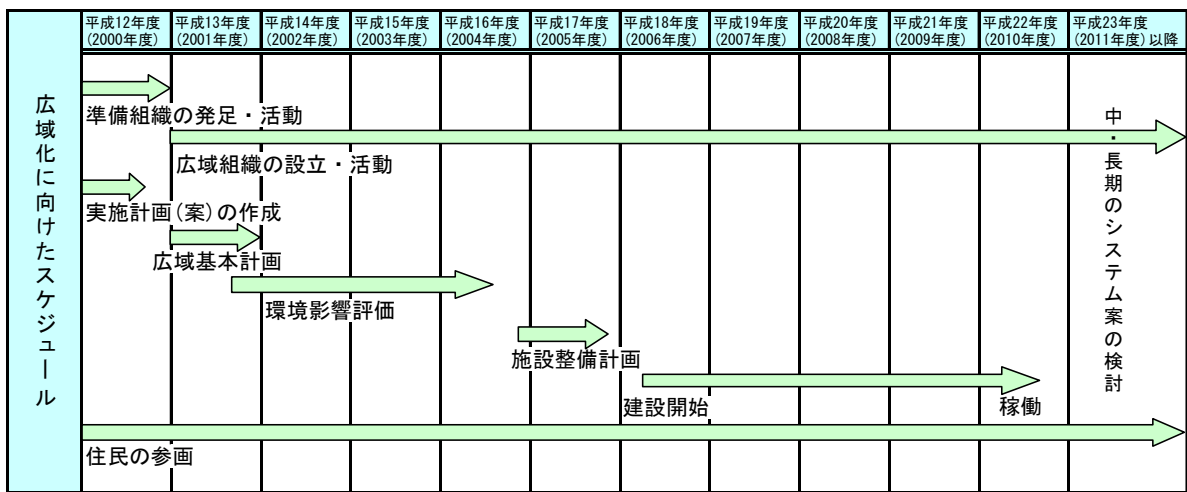 平成12年度 平成13年度 平成14年度 平成15年度 平成16年度 平成17年度 平成18年度 平成19年度 平成20年度 平成21年度 平成22年度 平成23年度
(2000年度) (2001年度) (2002年度) (2003年度) (2004年度) (2005年度) (2006年度) (2007年度) (2008年度) (2009年度) (2010年度) (2011年度)以降
広域化に向けたスケジュール
準備組織の発足・活動
広域組織の設立・活動
実施計画(案)の作成
広域基本計画
環境影響評価
施設整備計画
建設開始 稼働
住民の参画
中・長期のシステム案の検討